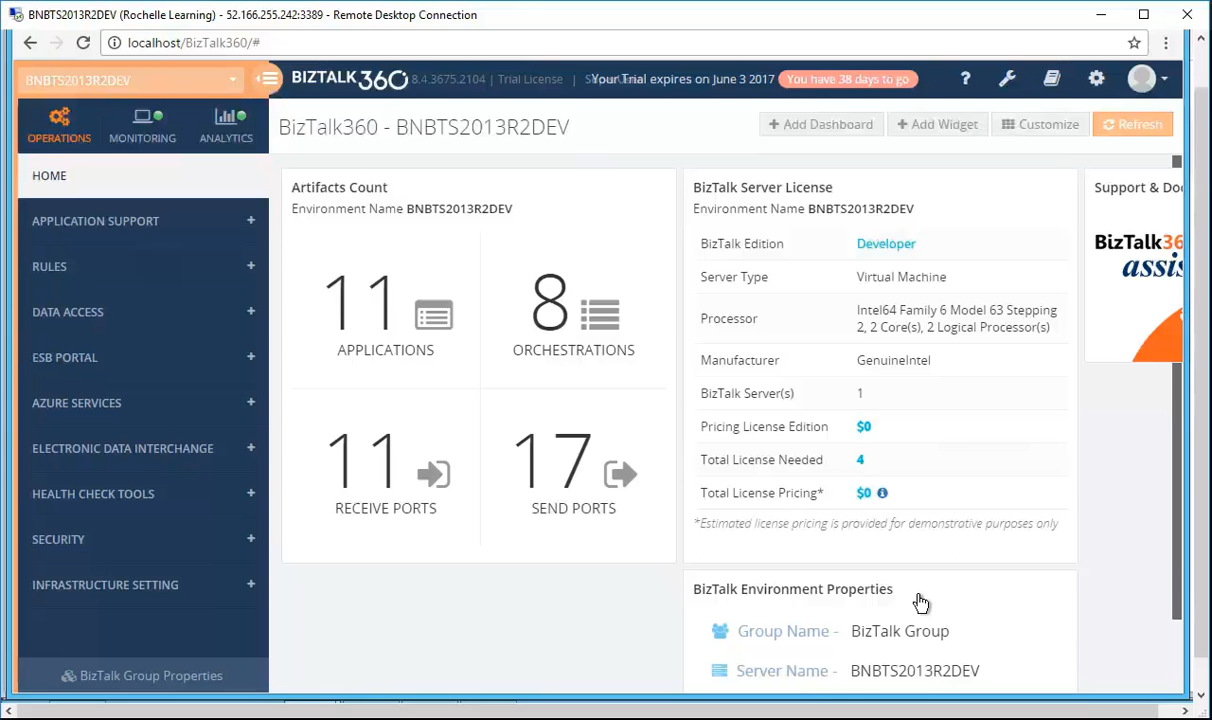 BNBTS2013R2DEV (Rochelle Learning) - 52.166.255.242:3389 - Remote Desktop Connection
localhost/BizTalk360/#
BNBTS2013R2DEV
BIZTALK360
8.4.3675.2104 | Trial License |
Your Trial expires on June 3 2017
You have 38 days to go
OPERATIONS
MONITORING
ANALYTICS
BizTalk360 - BNBTS2013R2DEV
Add Dashboard
Add Widget
Customize
Refresh
HOME
APPLICATION SUPPORT
RULES
DATA ACCESS
ESB PORTAL
AZURE SERVICES
ELECTRONIC DATA INTERCHANGE
HEALTH CHECK TOOLS
SECURITY
INFRASTRUCTURE SETTING
BizTalk Group Properties
Artifacts Count
Environment Name BNBTS2013R2DEV
11
APPLICATIONS
8
ORCHESTRATIONS
11
RECEIVE PORTS
17
SEND PORTS
BizTalk Server License
Environment Name BNBTS2013R2DEV
BizTalk Edition Developer
Server Type Virtual Machine
Processor Intel64 Family 6 Model 63 Stepping
2, 2 Core(s), 2 Logical Processor(s)
Manufacturer GenuineIntel
BizTalk Server(s) 1
Pricing License Edition $0
Total License Needed 4
Total License Pricing* $0
*Estimated license pricing is provided for demonstrative purposes only
BizTalk Environment Properties
Group Name - BizTalk Group
Server Name - BNBTS2013R2DEV
Support & Do
BizTalk36
assis